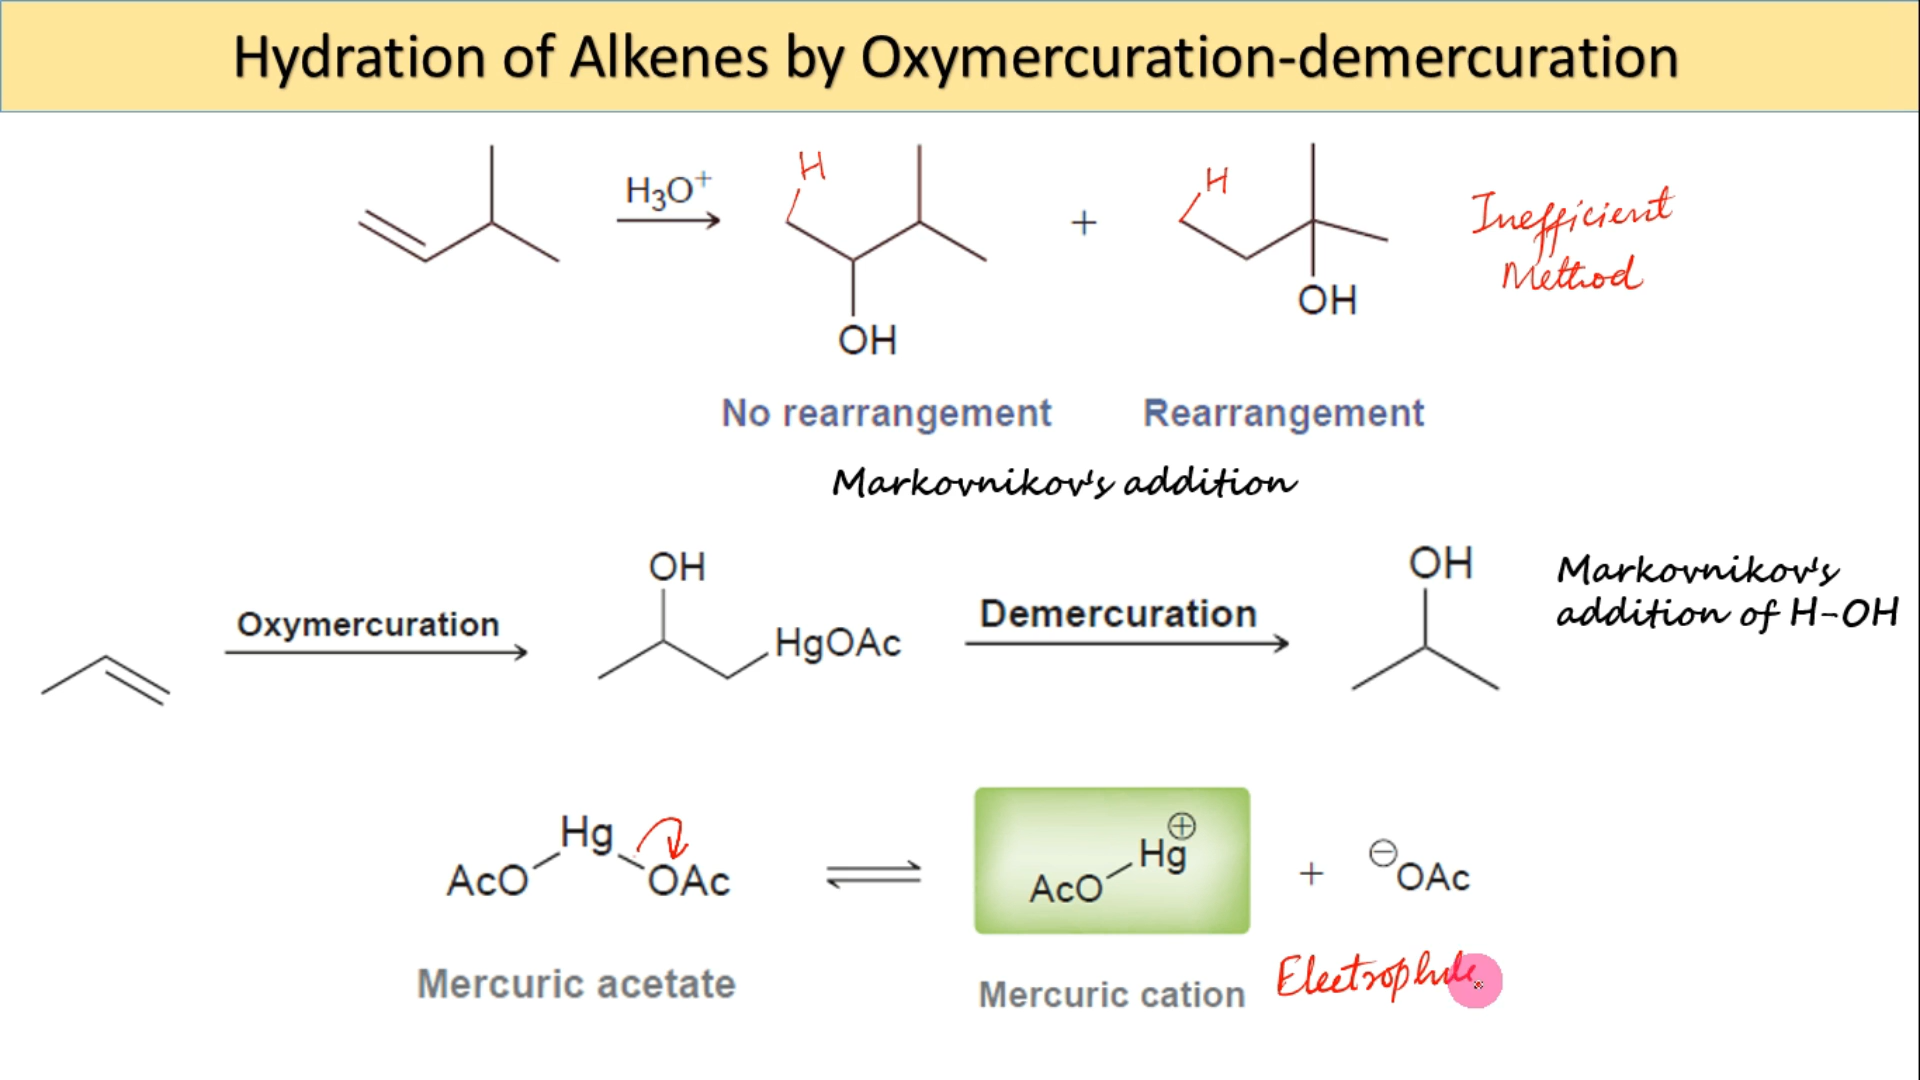 Hydration of Alkenes by Oxymercuration-demercuration
H₃O⁺
H
OH
+
H
OH
Inefficient
Method
No rearrangement
Rearrangement
Markovnikov's addition
Oxymercuration
OH
HgOAc
Demercuration
OH
Markovnikov's
addition of H-OH
AcO
Hg
OAc
AcO
Hg
⊕
+
⊖
OAc
Mercuric acetate
Mercuric cation
Electrophile